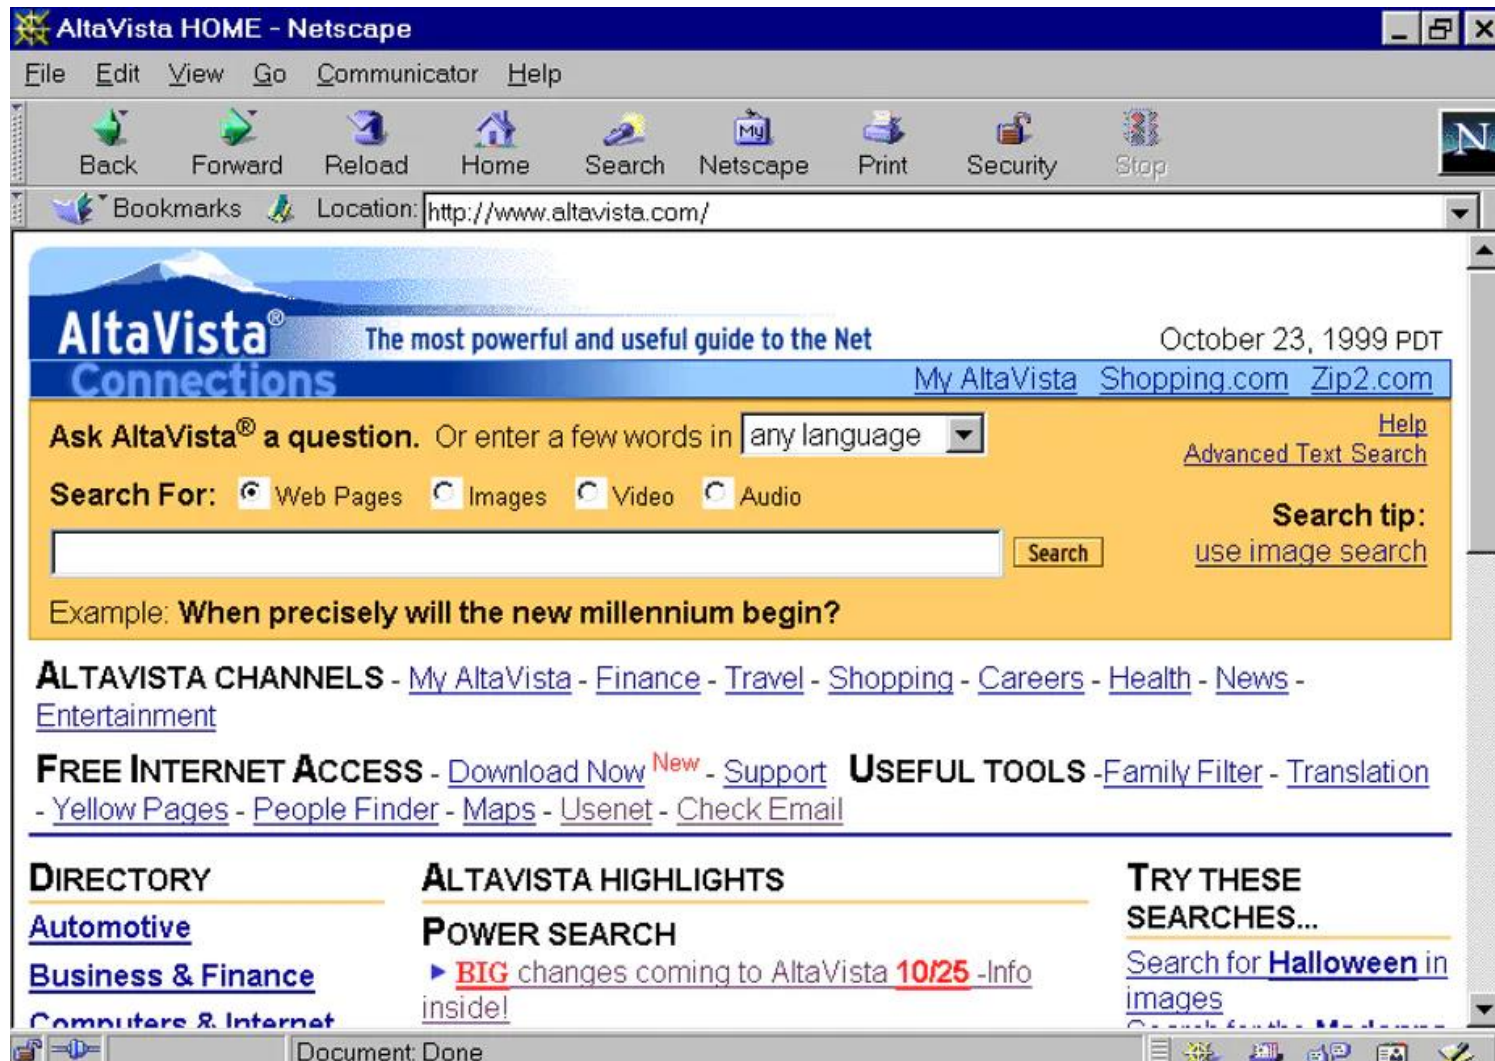 AltaVista HOME - Netscape
File Edit View Go Communicator Help
My
N
Back Forward Reload Home Search Netscape Print Security Stop
Bookmarks Location: http://www.altavista.com/
AltaVista® The most powerful and useful guide to the Net October 23, 1999 PDT
Connections My AltaVista Shopping.com Zip2.com
Ask AltaVista® a question. Or enter a few words in any language Help
Advanced Text Search
Search For: Web Pages Images Video Audio
Search tip:
Search use image search
Example: When precisely will the new millennium begin?
ALTAVISTA CHANNELS - My AltaVista - Finance - Travel - Shopping - Careers - Health - News -
Entertainment
FREE INTERNET ACCESS - Download Now New - Support USEFUL TOOLS -Family Filter - Translation
- Yellow Pages - People Finder - Maps - Usenet - Check Email
DIRECTORY
Automotive
Business & Finance
Computers & Internet
ALTAVISTA HIGHLIGHTS
POWER SEARCH
BIG changes coming to AltaVista 10/25 -Info
inside!
TRY THESE
SEARCHES...
Search for Halloween in
images
Search for the
Document: Done